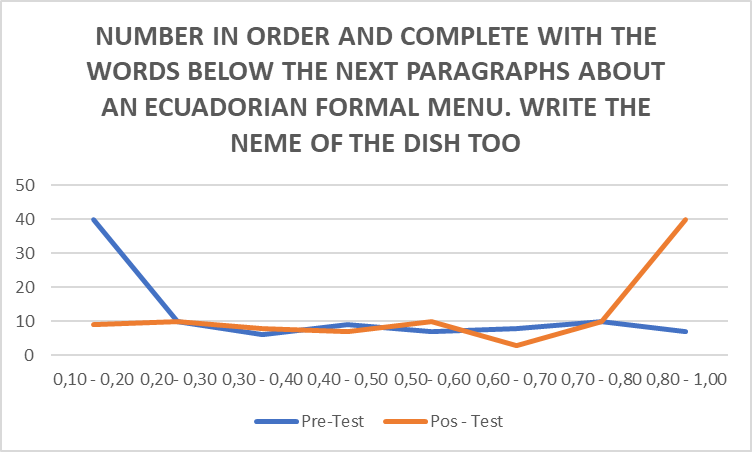 NUMBER IN ORDER AND COMPLETE WITH THE
WORDS BELOW THE NEXT PARAGRAPHS ABOUT
AN ECUADORIAN FORMAL MENU. WRITE THE
NEME OF THE DISH TOO
50
40
30
20
10
0
0,10 - 0,20 0,20- 0,30 0,30 - 0,40 0,40 - 0,50 0,50- 0,60 0,60 - 0,70 0,70 - 0,80 0,80 - 1,00
Pre-Test Pos - Test